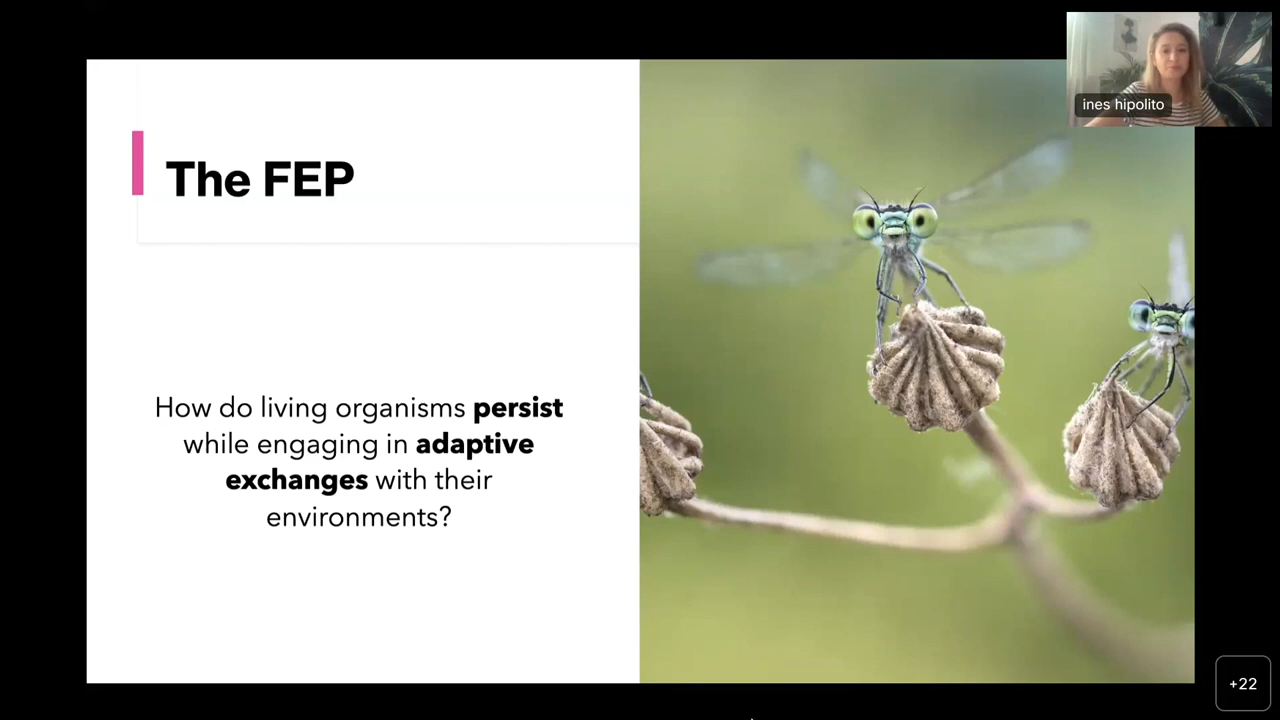 ines hipolito
The FEP
How do living organisms persist
while engaging in adaptive
exchanges with their
environments?
+22